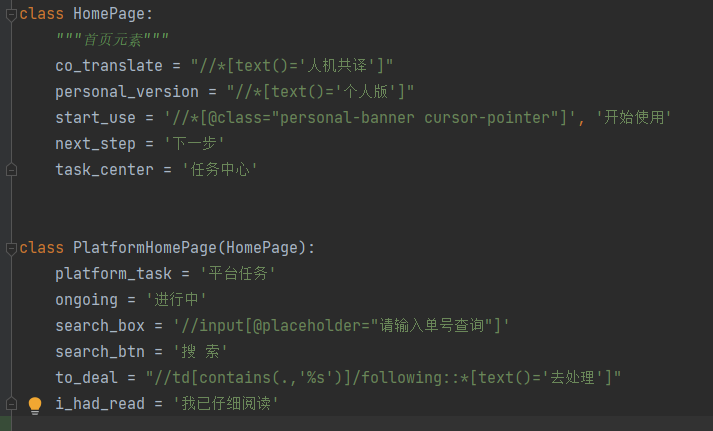 class HomePage:
    """首页元素"""
    co_translate = "//*[text()='人机共译']"
    personal_version = "//*[text()='个人版']"
    start_use = '//*[@class="personal-banner cursor-pointer"]', '开始使用'
    next_step = '下一步'
    task_center = '任务中心'
class PlatformHomePage(HomePage):
    platform_task = '平台任务'
    ongoing = '进行中'
    search_box = '//input[@placeholder="请输入单号查询"]'
    search_btn = '搜 索'
    to_deal = "//td[contains(.,'%s')]/following::*[text()='去处理']"
    i_had_read = '我已仔细阅读'